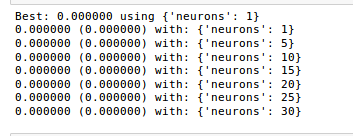 Best: 0.000000 using {'neurons': 1}
0.000000 (0.000000) with: {'neurons': 1}
0.000000 (0.000000) with: {'neurons': 5}
0.000000 (0.000000) with: {'neurons': 10}
0.000000 (0.000000) with: {'neurons': 15}
0.000000 (0.000000) with: {'neurons': 20}
0.000000 (0.000000) with: {'neurons': 25}
0.000000 (0.000000) with: {'neurons': 30}